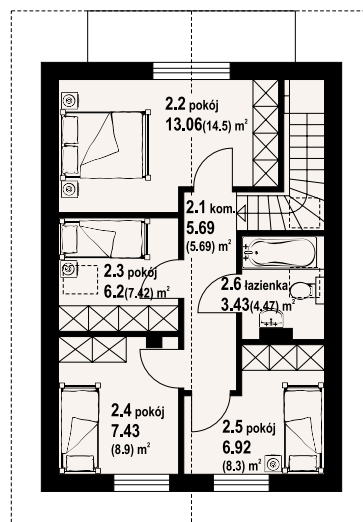 2.2 pokój
13.06(14.5) m²
2.1 kom.
5.69
(5.69) m²
2.3 pokój
6.2(7.42) m²
2.6 łazienka
3.43(4.47) m²
2.4 pokój
7.43
(8.9) m²
2.5 pokój
6.92
(8.3) m²